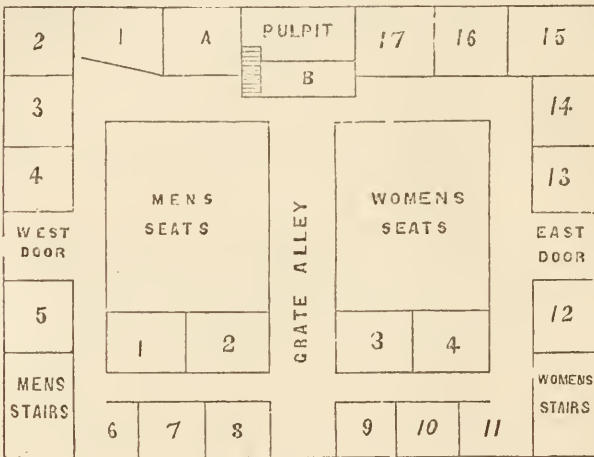 2
1
A
PULPIT
B
17
16
15
3
14
4
13
MENS
SEATS
WOMENS
SEATS
GRATE ALLEY
WEST
DOOR
EAST
DOOR
5
12
1
2
3
4
MENS
STAIRS
WOMENS
STAIRS
6
7
8
9
10
11